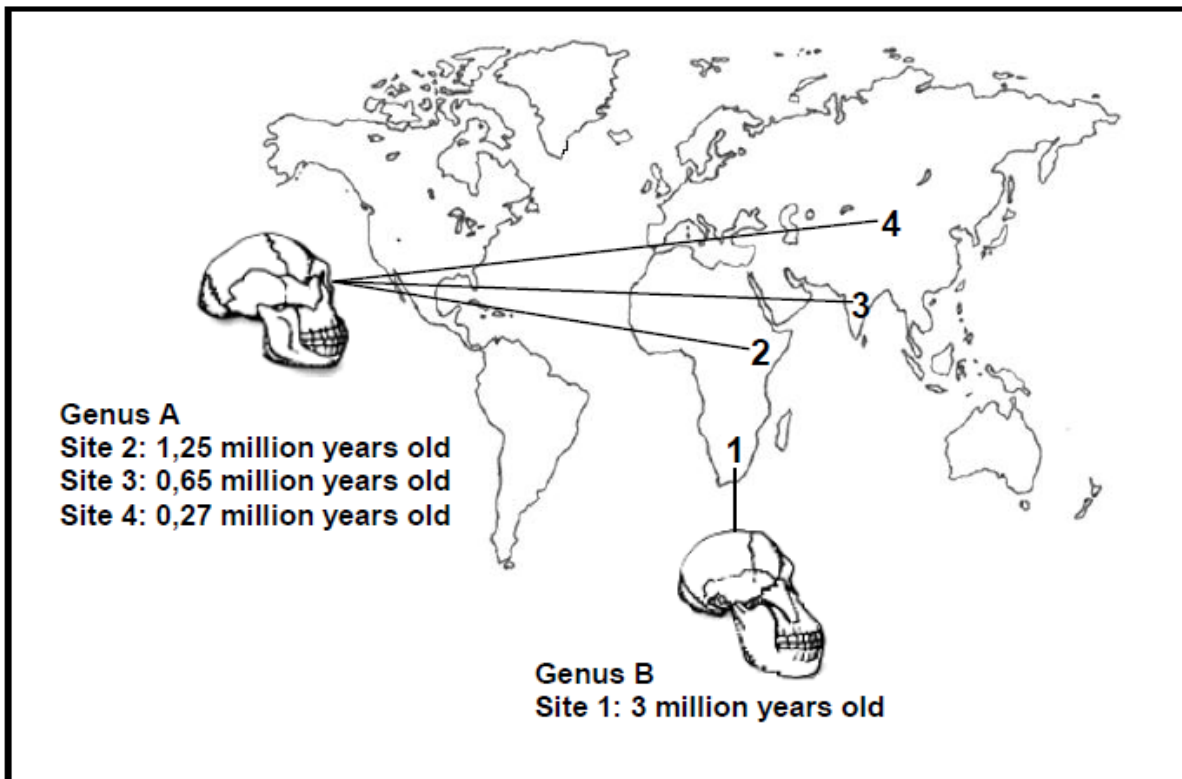 4
3
2
Genus A
Site 2: 1,25 million years old
Site 3: 0,65 million years old
Site 4: 0,27 million years old
1
Genus B
Site 1: 3 million years old